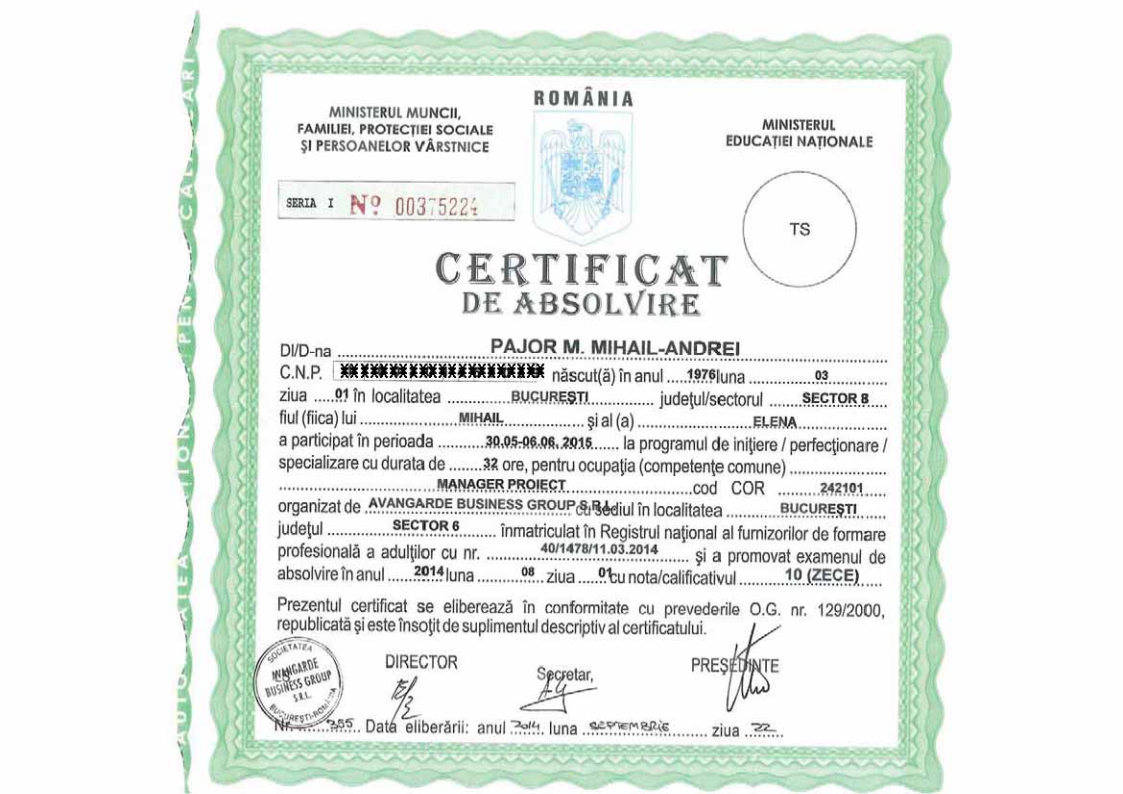 ROMÂNIA
MINISTERUL MUNCII,
FAMILIEI, PROTECȚIEI SOCIALE
ȘI PERSOANELOR VÂRSTNICE
MINISTERUL
EDUCAȚIEI NAȚIONALE
SERIA I Nº 00375224
TS
CERTIFICAT
DE ABSOLVIRE
Dl/D-na PAJOR M. MIHAIL-ANDREI
C.N.P. născut(ă) în anul 1976 luna 03
ziua 01 în localitatea BUCUREȘTI județul/sectorul SECTOR 8
fiul (fiica) lui MIHAIL și al (a) ELENA
a participat în perioada 30.05-06.06. 2015 la programul de inițiere / perfecționare /
specializare cu durata de 32 ore, pentru ocupația (competențe comune)
MANAGER PROIECT cod COR 242101
organizat de AVANGARDE BUSINESS GROUP S.R.L. cu sediul în localitatea BUCUREȘTI
județul SECTOR 6 înmatriculat în Registrul național al furnizorilor de formare
profesională a adulților cu nr. 40/1478/11.03.2014 și a promovat examenul de
absolvire în anul 2014 luna 08 ziua 01 cu nota/calificativul 10 (ZECE)
Prezentul certificat se eliberează în conformitate cu prevederile O.G. nr. 129/2000,
republicată și este însoțit de suplimentul descriptiv al certificatului.
DIRECTOR
Secretar,
PREȘEDINTE
SOCIETATEA
AVANGARDE
BUSINESS GROUP
S.R.L.
BUCUREȘTI-ROMÂNIA
Nr. 355 Data eliberării: anul 2014 luna SEPTEMBRIE ziua 22